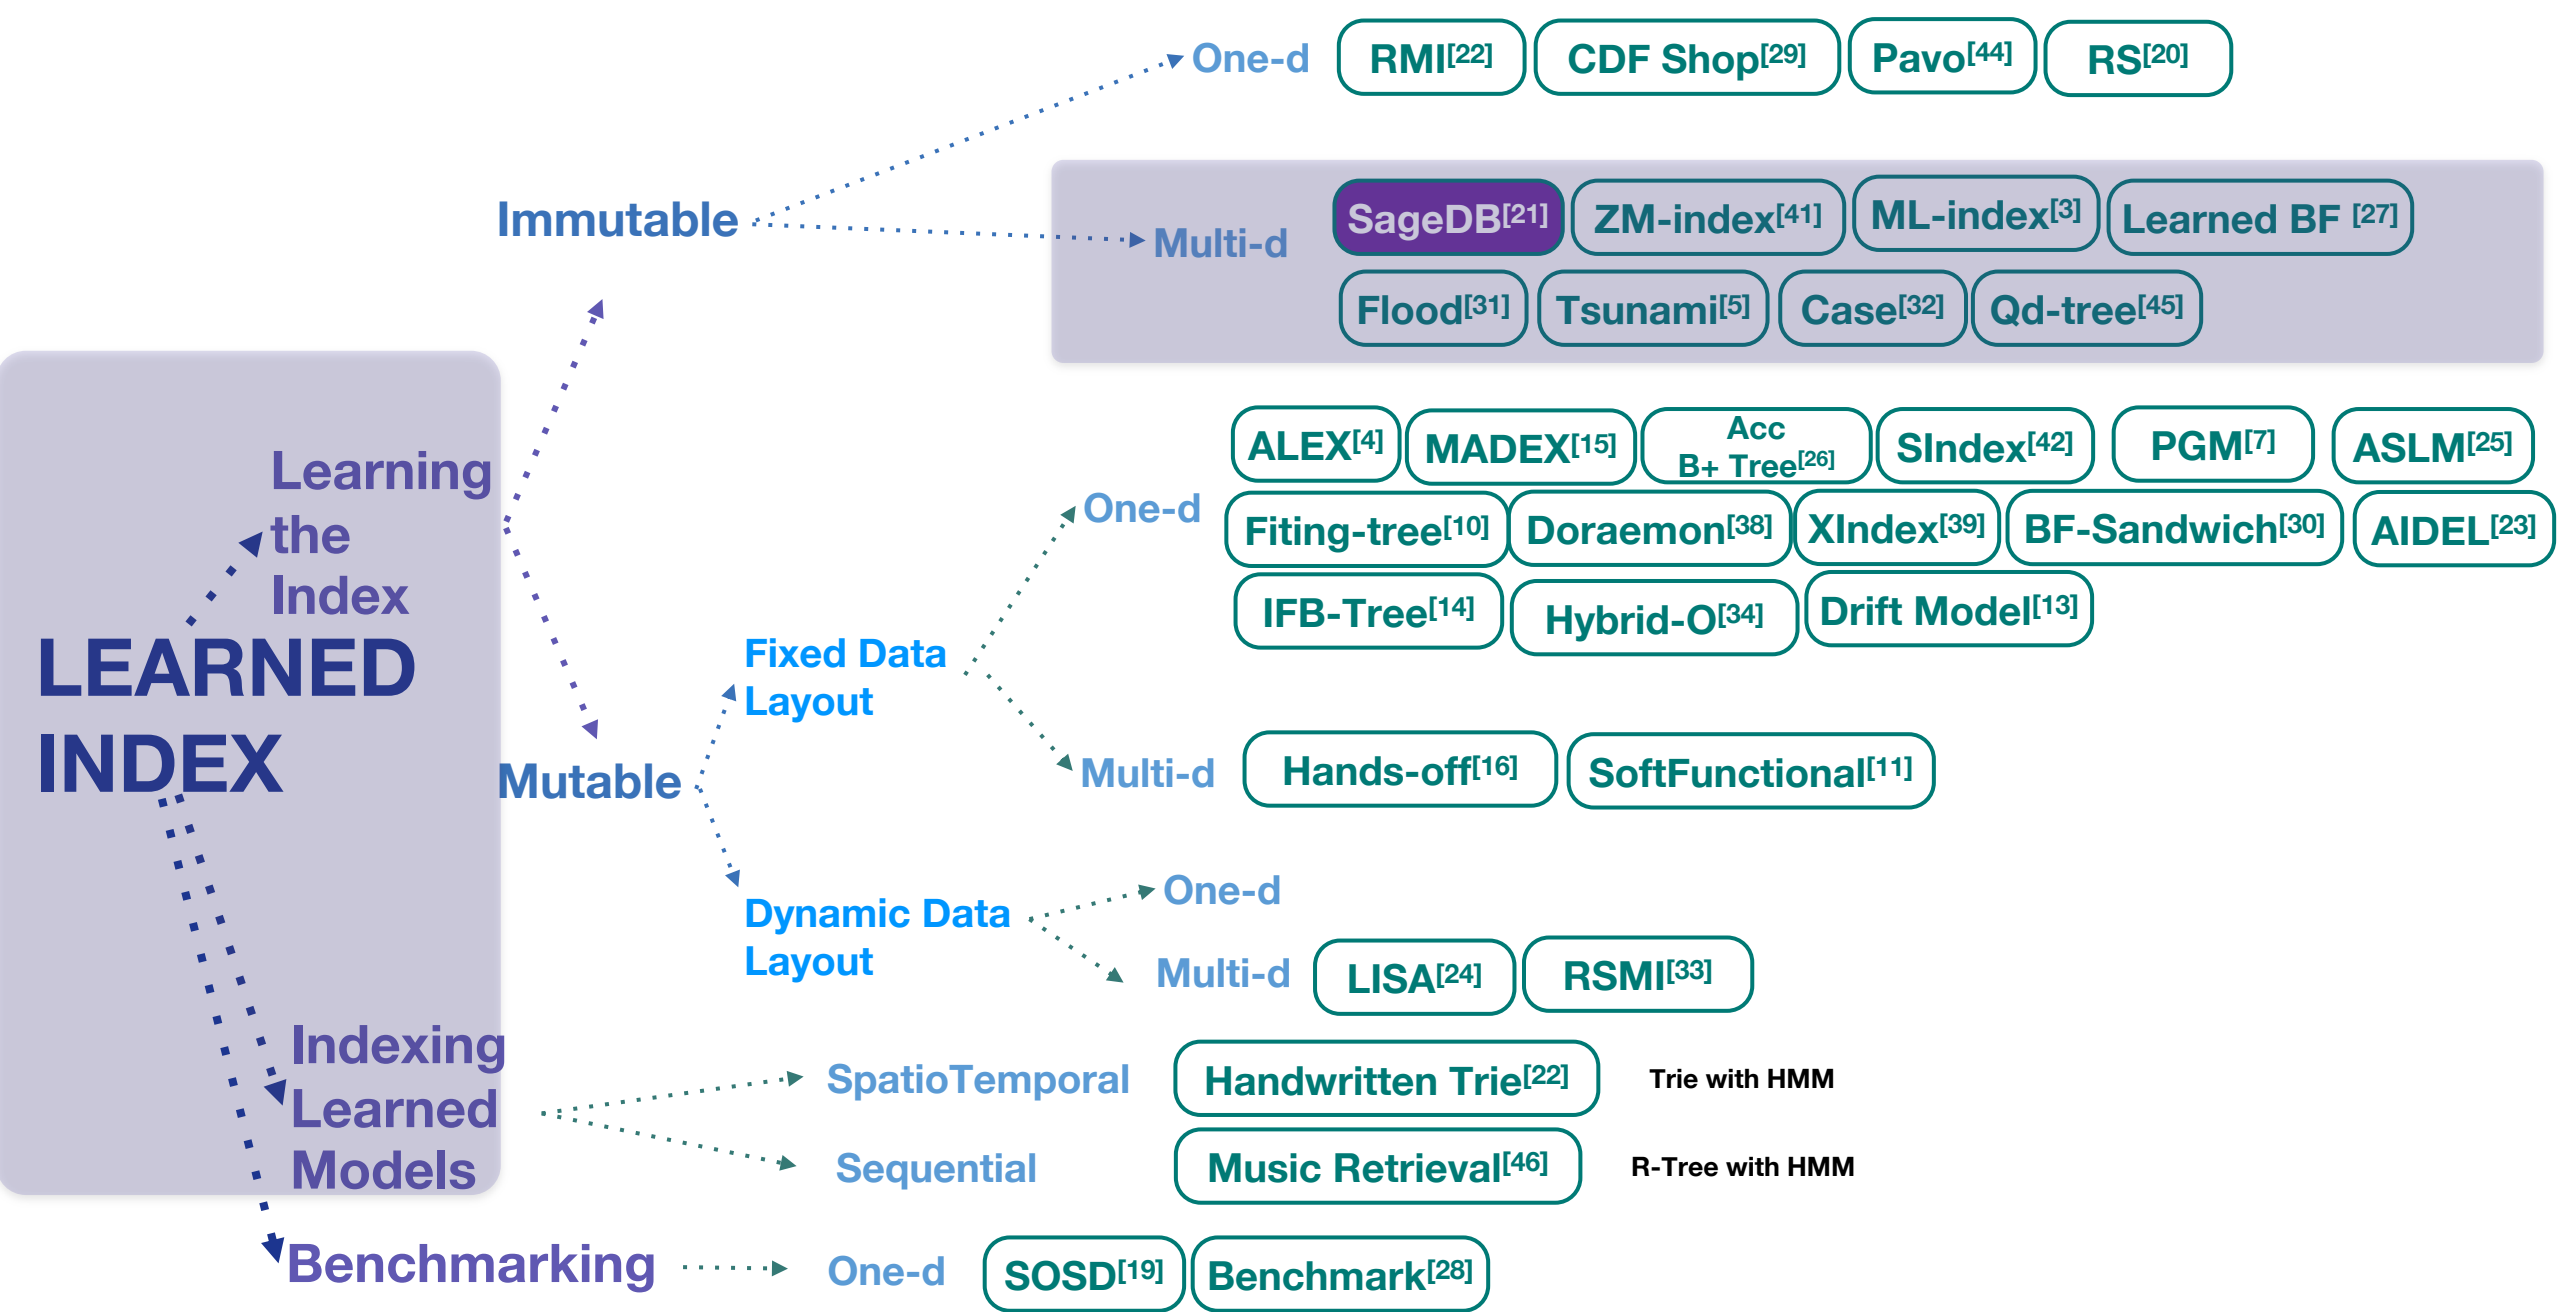 One-d RMI[22] CDF Shop[29] Pavo[44] RS[20]
Immutable
Multi-d
SageDB[21] ZM-index[41] ML-index[3] Learned BF [27]
Flood[31] Tsunami[5] Case[32] Qd-tree[45]
Learning
the
Index
LEARNED
INDEX
Mutable
Fixed Data
Layout
One-d
ALEX[4] MADEX[15] Acc
B+ Tree[26] SIndex[42] PGM[7] ASLM[25]
Fiting-tree[10] Doraemon[38] XIndex[39] BF-Sandwich[30] AIDEL[23]
IFB-Tree[14] Hybrid-O[34] Drift Model[13]
Multi-d Hands-off[16] SoftFunctional[11]
Dynamic Data
Layout
One-d
Multi-d LISA[24] RSMI[33]
Indexing
Learned
Models
SpatioTemporal Handwritten Trie[22] Trie with HMM
Sequential Music Retrieval[46] R-Tree with HMM
Benchmarking One-d SOSD[19] Benchmark[28]